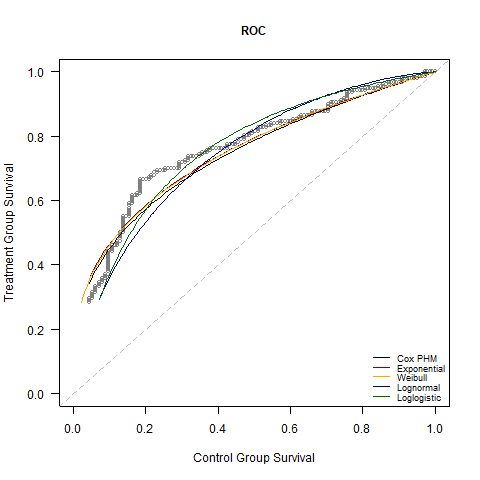 ROC
Treatment Group Survival
1.0
0.8
0.6
0.4
0.2
0.0
Cox PHM
Exponential
Weibull
Lognormal
Loglogistic
0.0 0.2 0.4 0.6 0.8 1.0
Control Group Survival